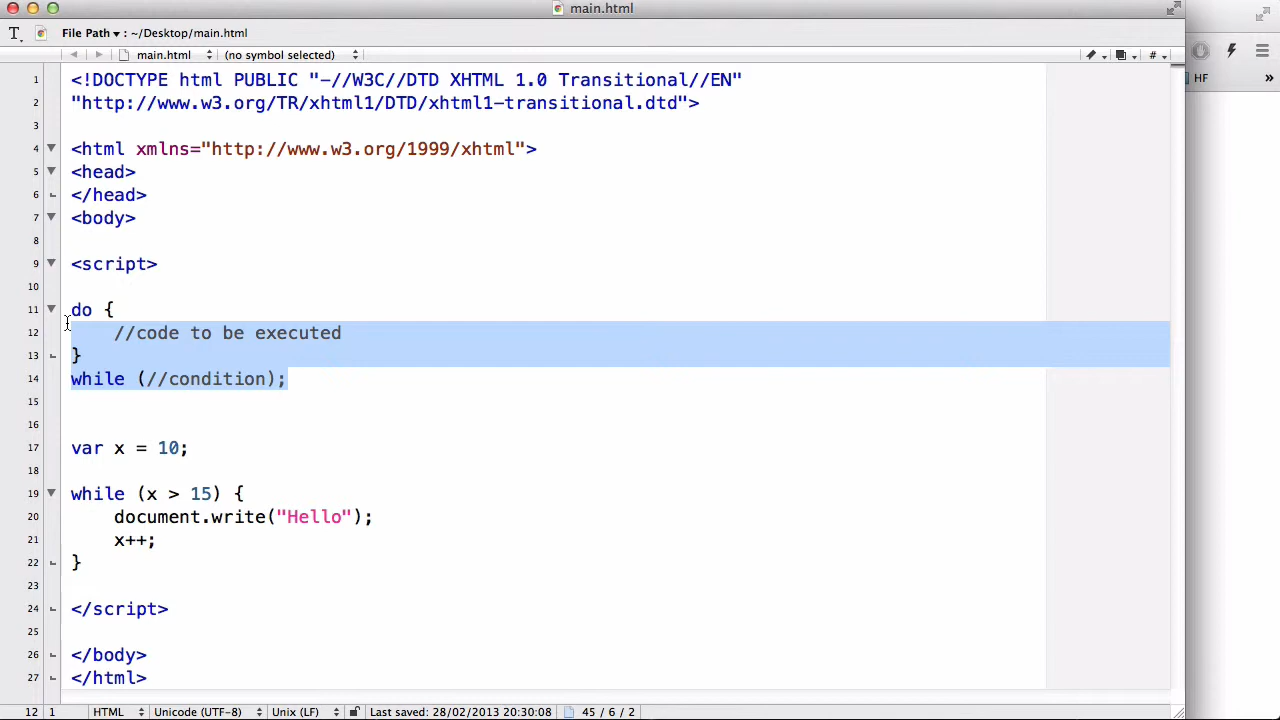 main.html
File Path : ~/Desktop/main.html
main.html (no symbol selected) #
HF »
1 <!DOCTYPE html PUBLIC "-//W3C//DTD XHTML 1.0 Transitional//EN"
2 "http://www.w3.org/TR/xhtml1/DTD/xhtml1-transitional.dtd">
3
4 <html xmlns="http://www.w3.org/1999/xhtml">
5 <head>
6 </head>
7 <body>
8
9 <script>
10
11 do {
12 //code to be executed
13 }
14 while (//condition);
15
16
17 var x = 10;
18
19 while (x > 15) {
20 document.write("Hello");
21 x++;
22 }
23
24 </script>
25
26 </body>
27 </html>
12 1 HTML Unicode (UTF-8) Unix (LF) Last saved: 28/02/2013 20:30:08 45 / 6 / 2